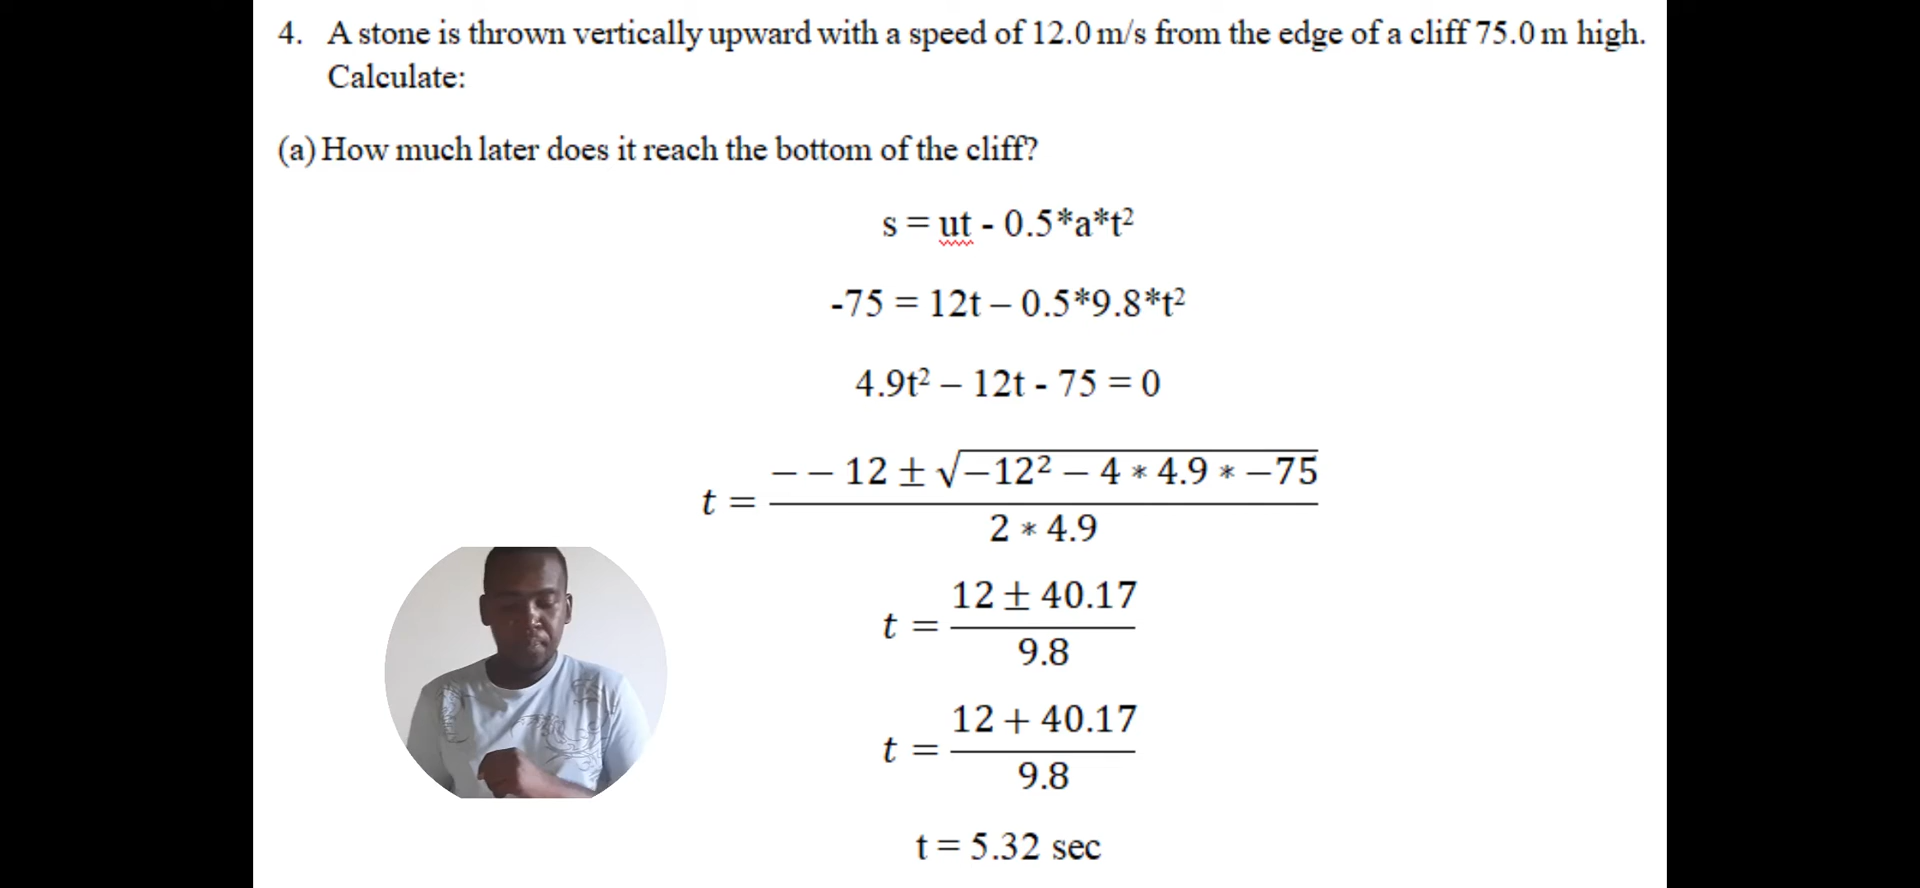 4. A stone is thrown vertically upward with a speed of 12.0 m/s from the edge of a cliff 75.0 m high.
Calculate:
(a) How much later does it reach the bottom of the cliff?
s = ut - 0.5*a*t²
-75 = 12t – 0.5*9.8*t²
4.9t² – 12t - 75 = 0
t = (− − 12 ± √(−12² − 4 ∗ 4.9 ∗ −75)) / (2 ∗ 4.9)
t = (12 ± 40.17) / 9.8
t = (12 + 40.17) / 9.8
t = 5.32 sec